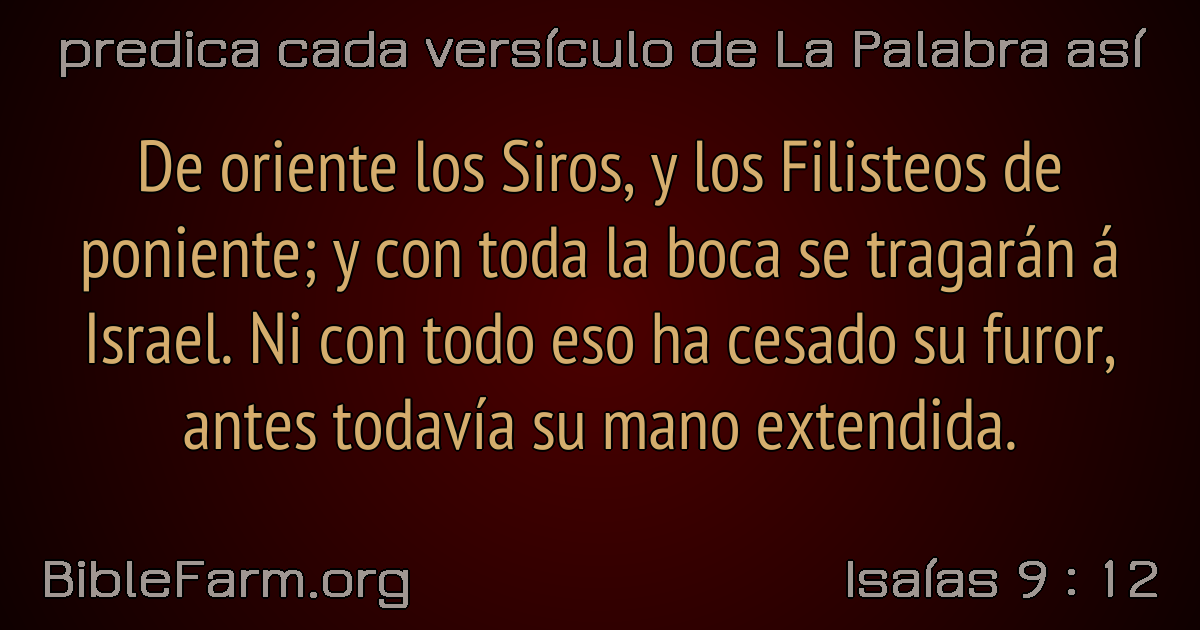 predica cada versículo de La Palabra así
De oriente los Siros, y los Filisteos de
poniente; y con toda la boca se tragarán á
Israel. Ni con todo eso ha cesado su furor,
antes todavía su mano extendida.
BibleFarm.org
Isaías 9 : 12